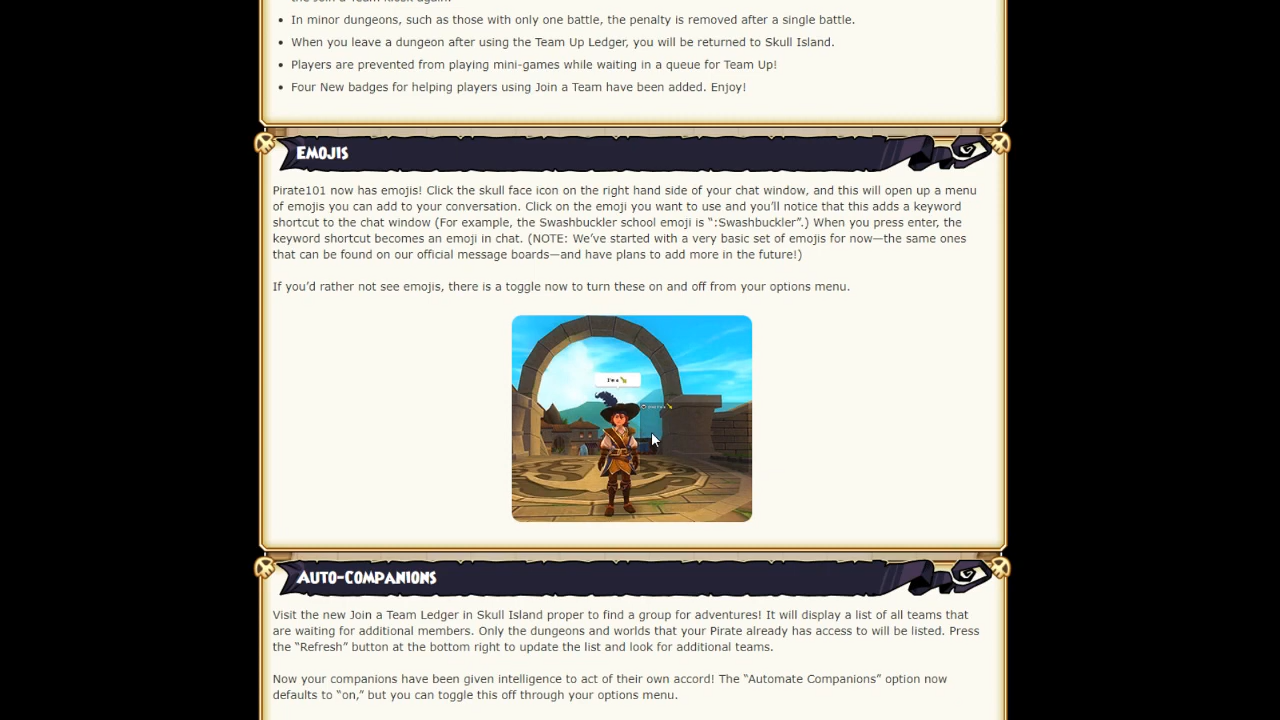 In minor dungeons, such as those with only one battle, the penalty is removed after a single battle.
When you leave a dungeon after using the Team Up Ledger, you will be returned to Skull Island.
Players are prevented from playing mini-games while waiting in a queue for Team Up!
Four New badges for helping players using Join a Team have been added. Enjoy!
EMOJIS
Pirate101 now has emojis! Click the skull face icon on the right hand side of your chat window, and this will open up a menu
of emojis you can add to your conversation. Click on the emoji you want to use and you’ll notice that this adds a keyword
shortcut to the chat window (For example, the Swashbuckler school emoji is “:Swashbuckler”.) When you press enter, the
keyword shortcut becomes an emoji in chat. (NOTE: We’ve started with a very basic set of emojis for now—the same ones
that can be found on our official message boards—and have plans to add more in the future!)
If you’d rather not see emojis, there is a toggle now to turn these on and off from your options menu.
I'm a
AUTO-COMPANIONS
Visit the new Join a Team Ledger in Skull Island proper to find a group for adventures! It will display a list of all teams that
are waiting for additional members. Only the dungeons and worlds that your Pirate already has access to will be listed. Press
the “Refresh” button at the bottom right to update the list and look for additional teams.
Now your companions have been given intelligence to act of their own accord! The “Automate Companions” option now
defaults to “on,” but you can toggle this off through your options menu.